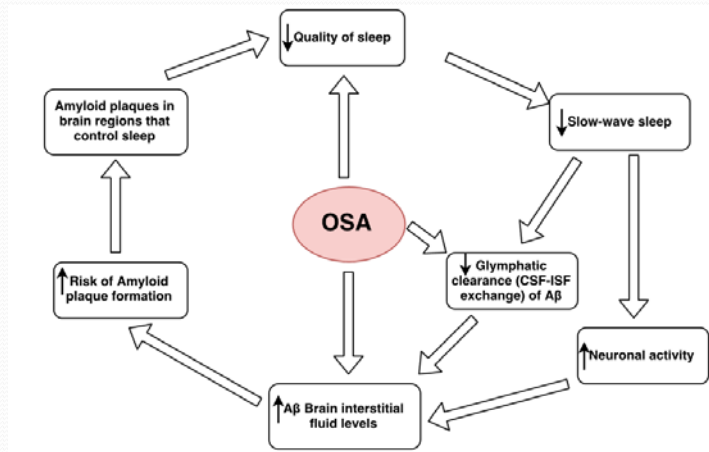 ↓ Quality of sleep
Amyloid plaques in
brain regions that
control sleep
↓ Slow-wave sleep
OSA
↓ Glymphatic
clearance (CSF-ISF
exchange) of Aβ
↑ Risk of Amyloid
plaque formation
↑ Neuronal activity
↑ Aβ Brain interstitial
fluid levels